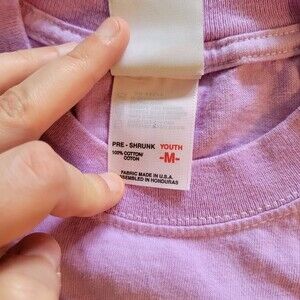 PRE - SHRUNK YOUTH
100% COTTON/ -M-
COTON
FABRIC MADE IN U.S.A.
ASSEMBLED IN HONDURAS